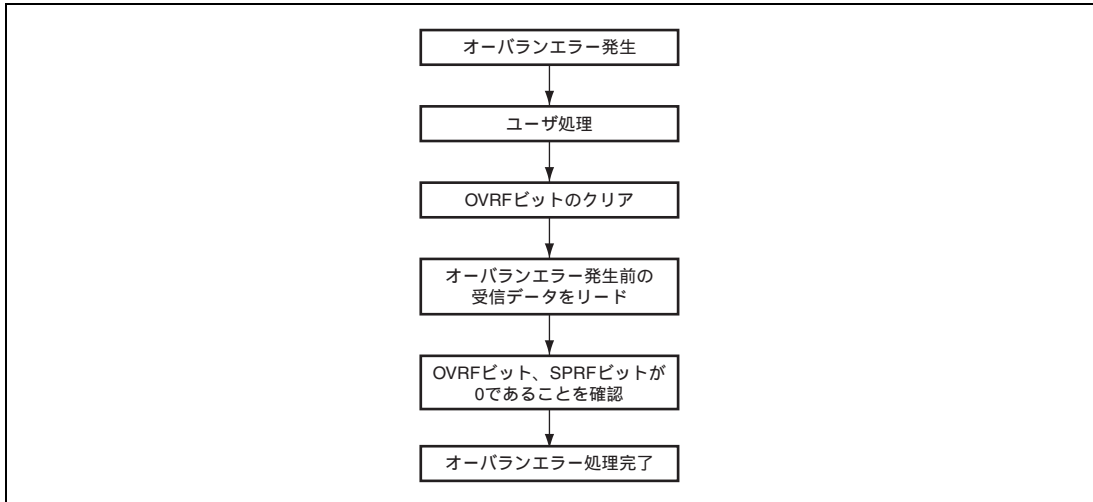 オーバランエラー発生
ユーザ処理
OVRFビットのクリア
オーバランエラー発生前の
受信データをリード
OVRFビット、SPRFビットが
0であることを確認
オーバランエラー処理完了